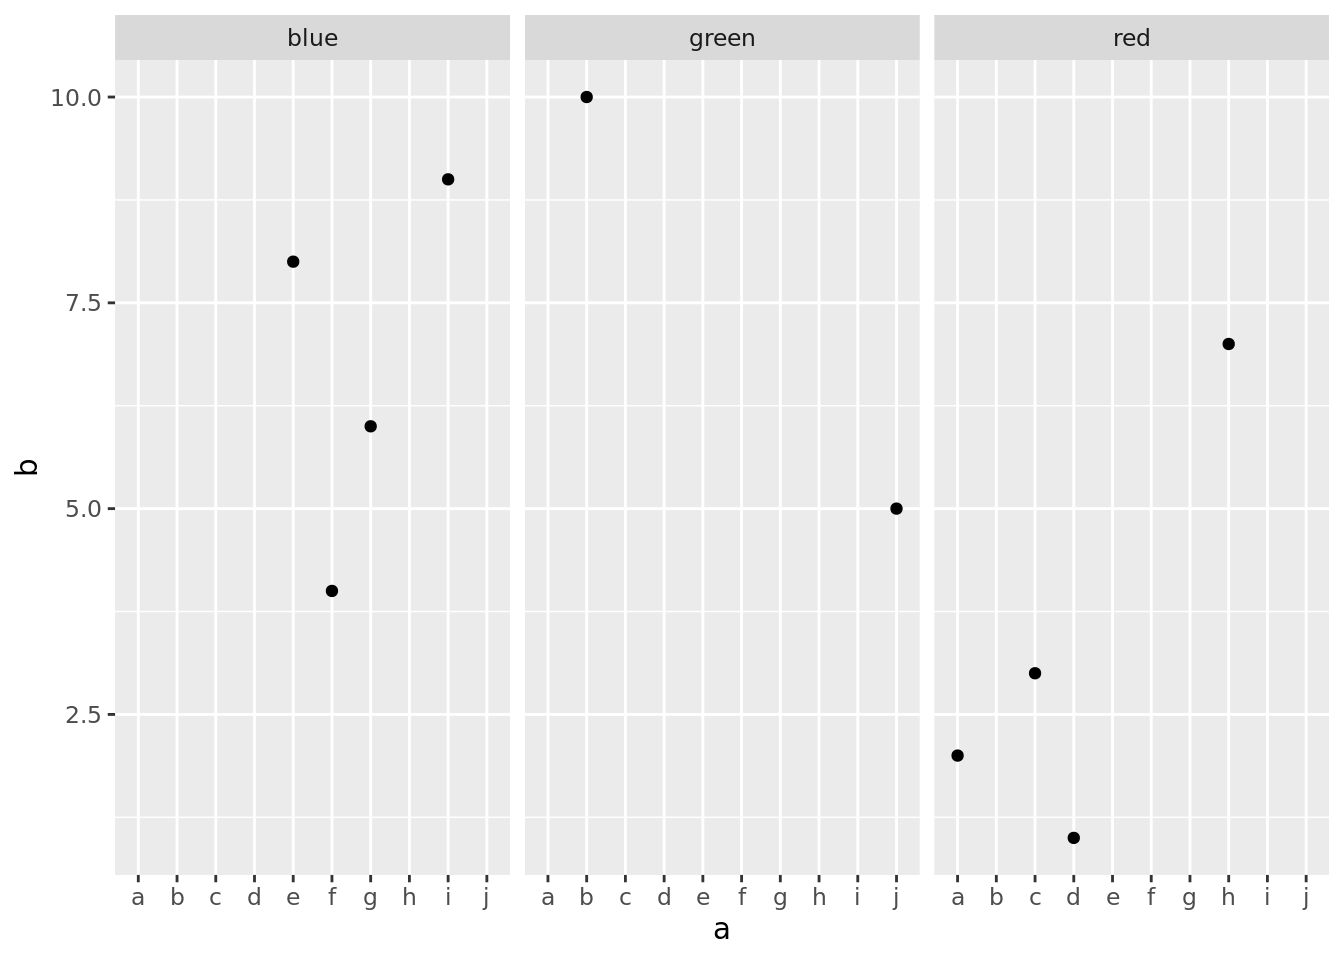 blue green red
10.0
7.5
b
5.0
2.5
a b c d e f g h i j a b c d e f g h i j a b c d e f g h i j
a